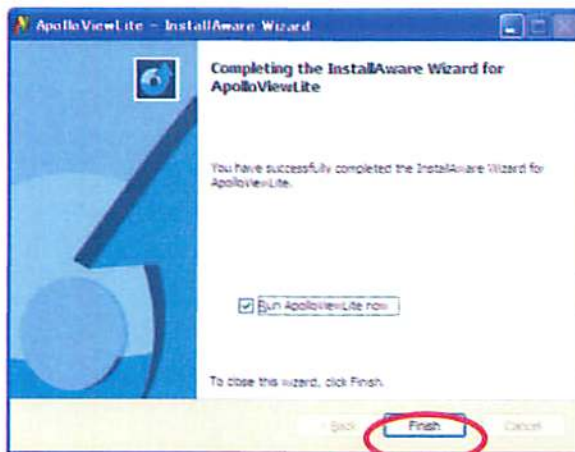 ApolloViewLite - InstallAware Wizard
Completing the InstallAware Wizard for
ApolloViewLite
You have successfully completed the InstallAware Wizard for
ApolloViewLite.
Run ApolloViewLite now
To close this wizard, click Finish.
< Back
Finish
Cancel